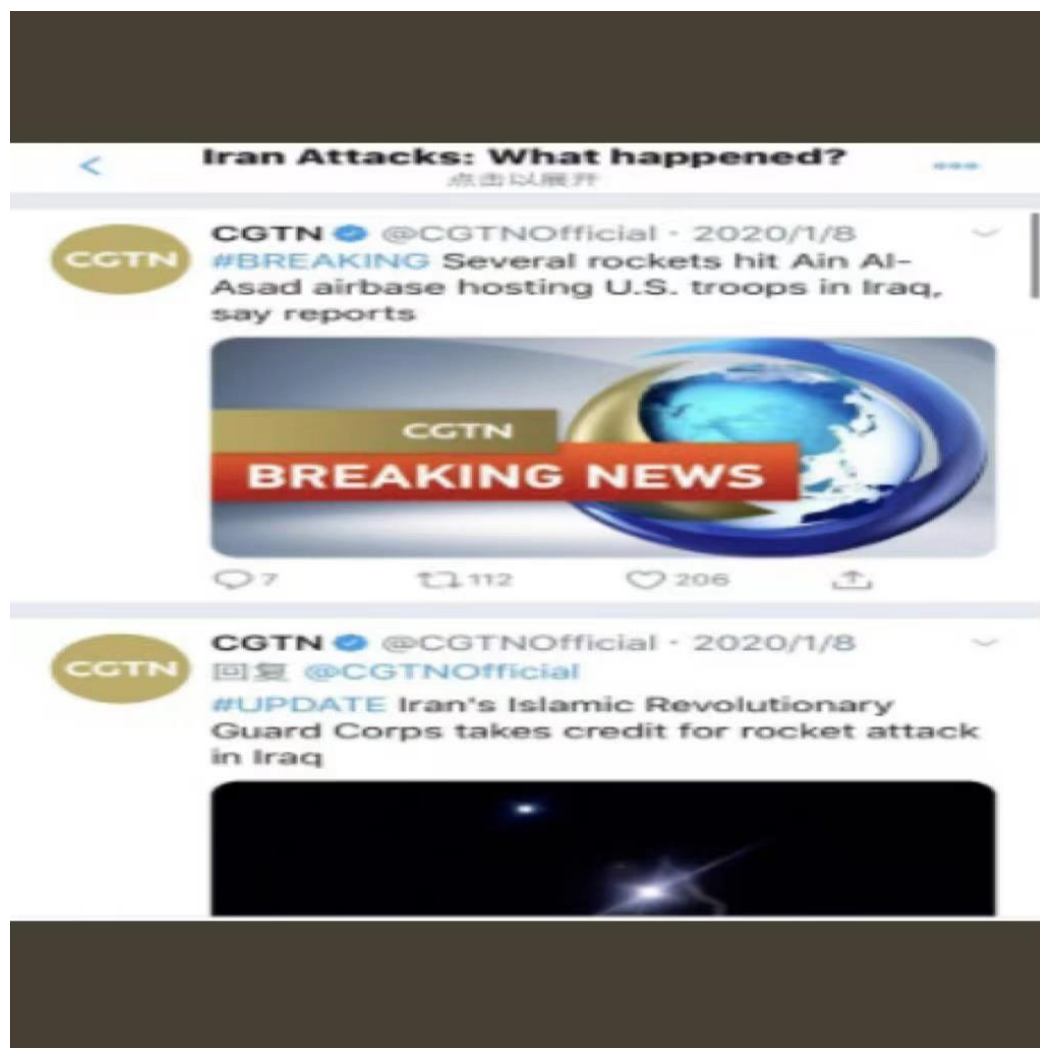 Iran Attacks: What happened?
点击以展开
CGTN @CGTNOfficial · 2020/1/8
CGTN
#BREAKING Several rockets hit Ain Al-
Asad airbase hosting U.S. troops in Iraq,
say reports
CGTN
BREAKING NEWS
7 112 206
CGTN @CGTNOfficial · 2020/1/8
CGTN
回复 @CGTNOfficial
#UPDATE Iran's Islamic Revolutionary
Guard Corps takes credit for rocket attack
in Iraq